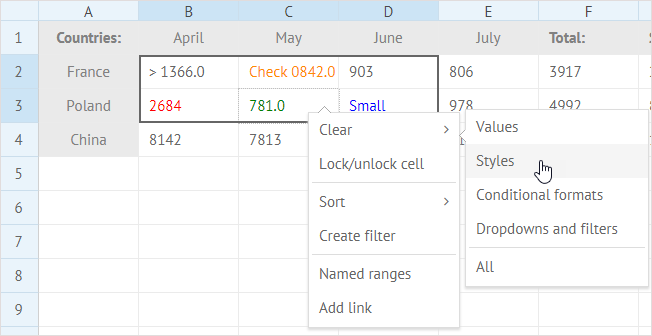 A B C D E F
1 Countries: April May June July Total:
2 France > 1366.0 Check 0842.0 903 806 3917
3 Poland 2684 781.0 Small 978 4992
4 China 8142 7813
Clear
Values
Lock/unlock cell
Styles
5
Sort
Conditional formats
6
Create filter
Dropdowns and filters
7
Named ranges
All
8
Add link
9